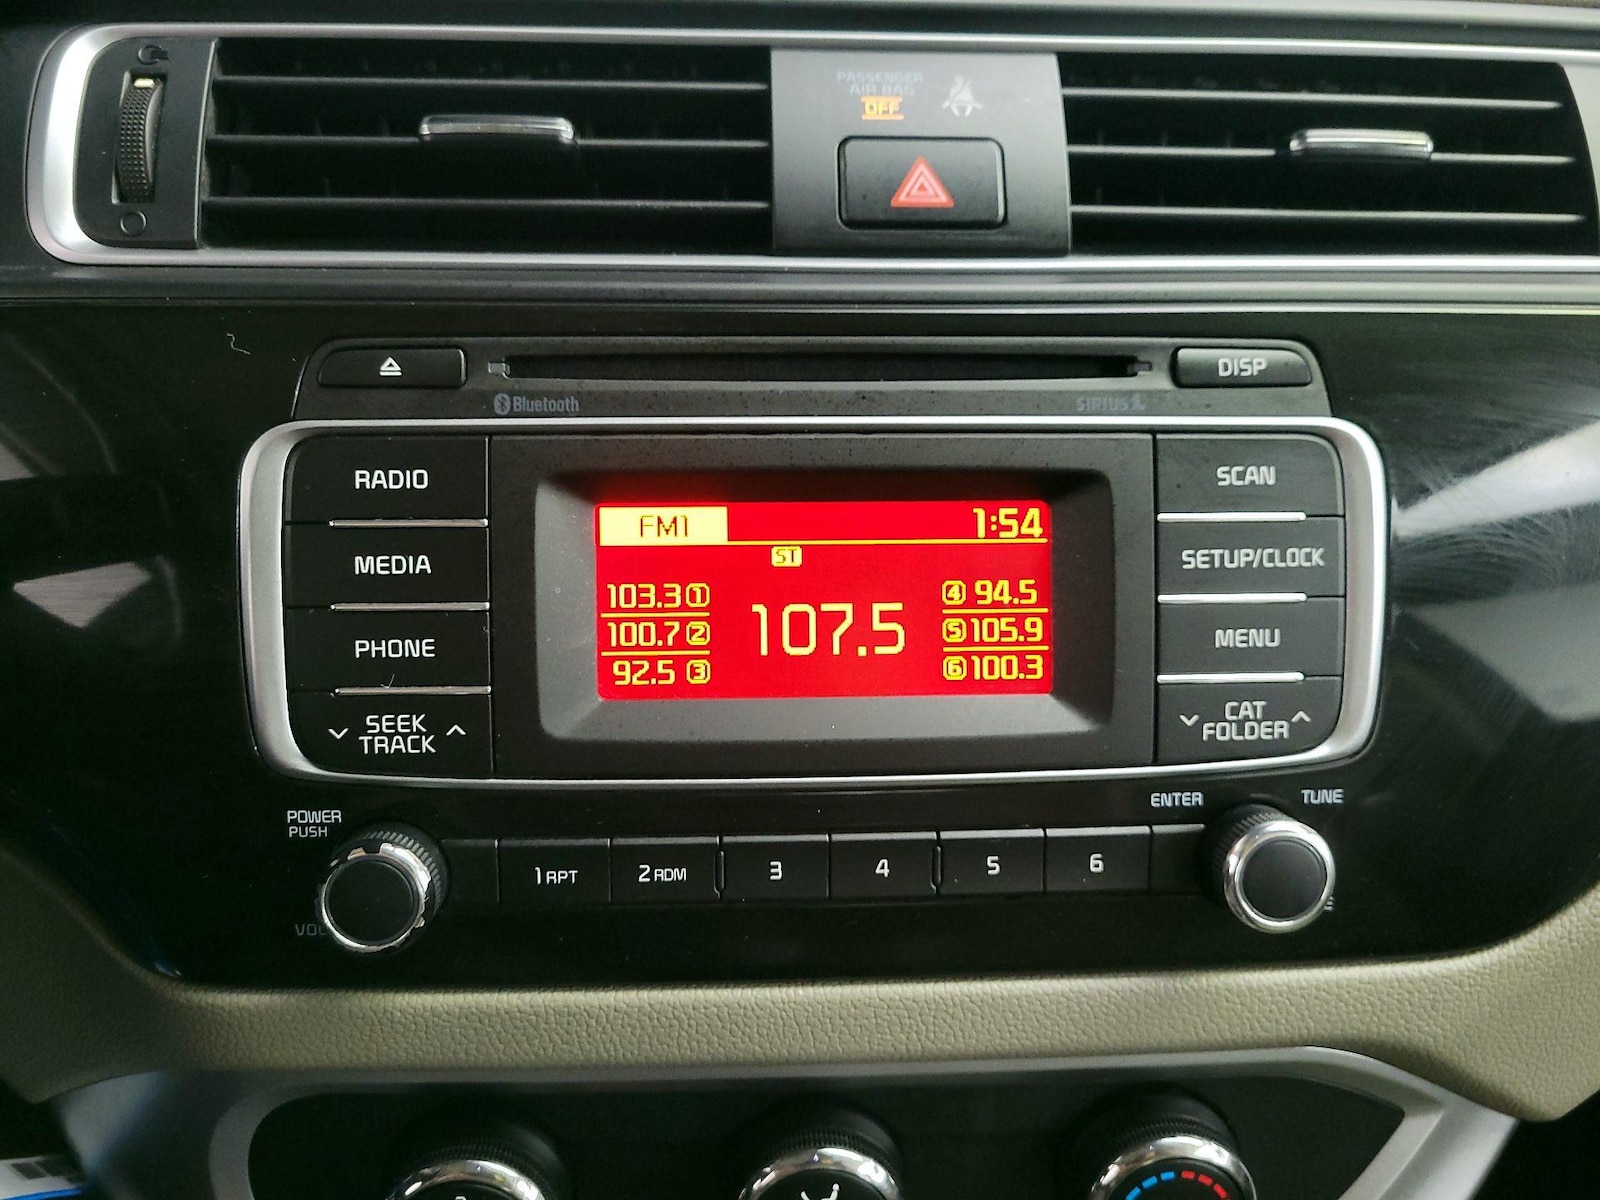 PASSENGER
AIR BAG
OFF
DISP
Bluetooth
SIRIUS
RADIO
MEDIA
PHONE
SEEK
TRACK
FM1 1:54
ST
103.3 1
100.7 2
92.5 3
107.5
4 94.5
5 105.9
6 100.3
SCAN
SETUP/CLOCK
MENU
CAT
FOLDER
POWER
PUSH
VOL
1 RPT
2 RDM
3
4
5
6
ENTER
TUNE